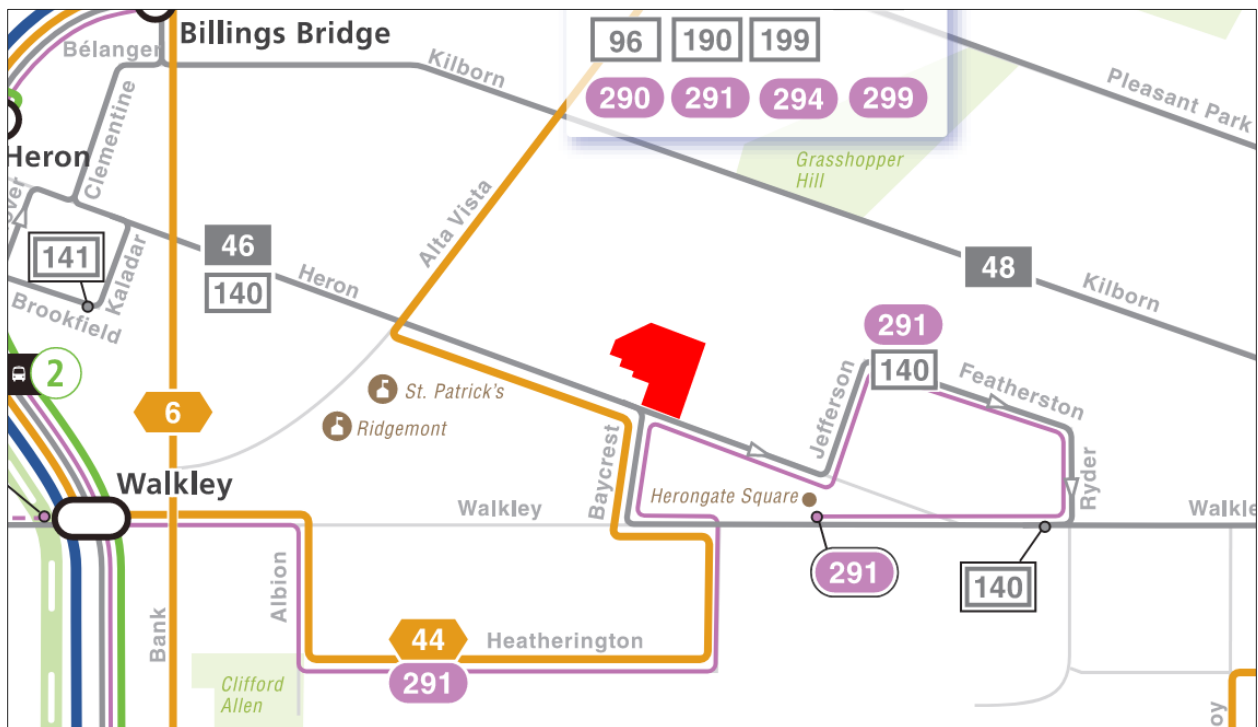 Billings Bridge
Bélanger
96
190
199
290
291
294
299
Kilborn
Pleasant Park
Heron
Clementine
Grasshopper
Hill
Alta Vista
141
Kaladar
46
140
Heron
48
Kilborn
Brookfield
2
291
140
Jefferson
Featherston
St. Patrick's
Ridgemont
6
Baycrest
Walkley
Walkley
Herongate Square
Ryder
291
140
Albion
Bank
44
Heatherington
291
Clifford
Allen